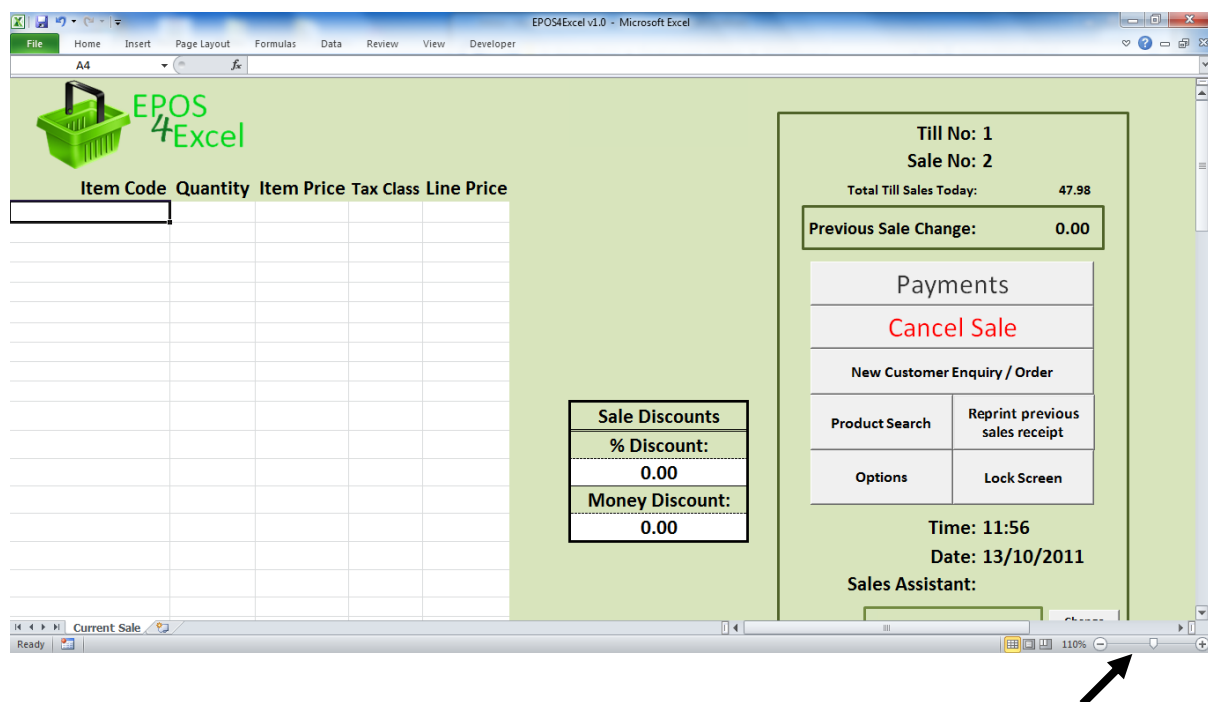 EPOS4Excel v1.0 - Microsoft Excel
File Home Insert Page Layout Formulas Data Review View Developer
A4 fx
EPOS
4Excel
Item Code Quantity Item Price Tax Class Line Price
Till No: 1
Sale No: 2
Total Till Sales Today: 47.98
Previous Sale Change: 0.00
Payments
Cancel Sale
New Customer Enquiry / Order
Product Search
Reprint previous
sales receipt
Options
Lock Screen
Sale Discounts
% Discount:
0.00
Money Discount:
0.00
Time: 11:56
Date: 13/10/2011
Sales Assistant:
Current Sale
Ready
110%